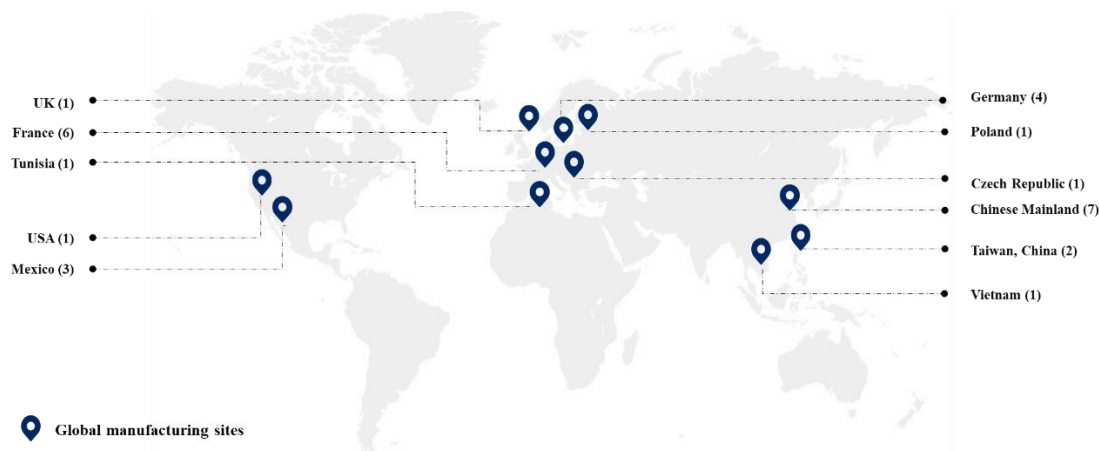 UK (1)
France (6)
Tunisia (1)
USA (1)
Mexico (3)
Germany (4)
Poland (1)
Czech Republic (1)
Chinese Mainland (7)
Taiwan, China (2)
Vietnam (1)
Global manufacturing sites